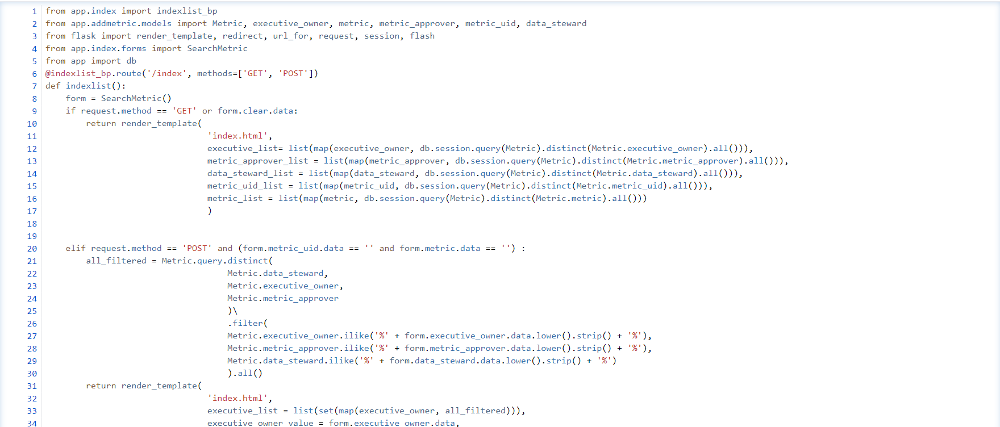 1 from app.index import indexlist_bp
2 from app.addmetric.models import Metric, executive_owner, metric, metric_approver, metric_uid, data_steward
3 from flask import render_template, redirect, url_for, request, session, flash
4 from app.index.forms import SearchMetric
5 from app import db
6 @indexlist_bp.route('/index', methods=['GET', 'POST'])
7 def indexlist():
8     form = SearchMetric()
9     if request.method == 'GET' or form.clear.data:
10         return render_template(
11                                 'index.html',
12                                 executive_list= list(map(executive_owner, db.session.query(Metric).distinct(Metric.executive_owner).all())),
13                                 metric_approver_list = list(map(metric_approver, db.session.query(Metric).distinct(Metric.metric_approver).all())),
14                                 data_steward_list = list(map(data_steward, db.session.query(Metric).distinct(Metric.data_steward).all())),
15                                 metric_uid_list = list(map(metric_uid, db.session.query(Metric).distinct(Metric.metric_uid).all())),
16                                 metric_list = list(map(metric, db.session.query(Metric).distinct(Metric.metric).all()))
17                                 )
18
19
20     elif request.method == 'POST' and (form.metric_uid.data == '' and form.metric.data == '') :
21         all_filtered = Metric.query.distinct(
22                                     Metric.data_steward,
23                                     Metric.executive_owner,
24                                     Metric.metric_approver
25                                     )\
26                                     .filter(
27                                     Metric.executive_owner.ilike('%' + form.executive_owner.data.lower().strip() + '%'),
28                                     Metric.metric_approver.ilike('%' + form.metric_approver.data.lower().strip() + '%'),
29                                     Metric.data_steward.ilike('%' + form.data_steward.data.lower().strip() + '%')
30                                     ).all()
31         return render_template(
32                                 'index.html',
33                                 executive_list = list(set(map(executive_owner, all_filtered))),
34                                 executive_owner_value = form.executive_owner.data,